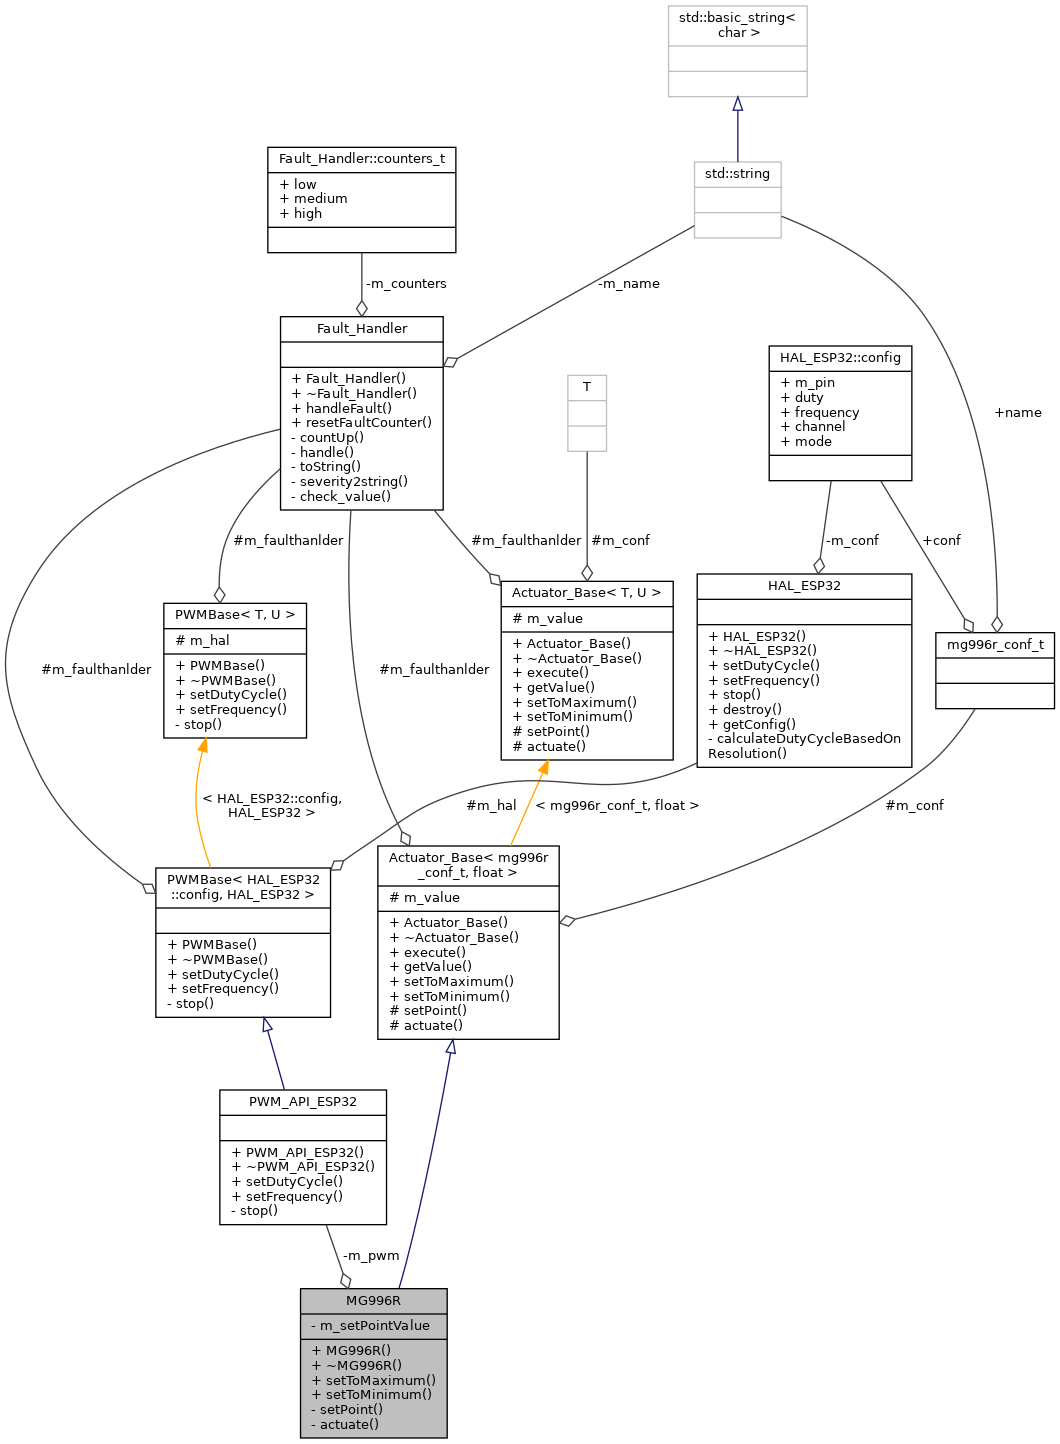 std::basic_string<
char >
std::string
Fault_Handler::counters_t
+ low
+ medium
+ high
-m_counters
-m_name
Fault_Handler
+ Fault_Handler()
+ ~Fault_Handler()
+ handleFault()
+ resetFaultCounter()
- countUp()
- handle()
- toString()
- severity2string()
- check_value()
T
HAL_ESP32::config
+ m_pin
+ duty
+ frequency
+ channel
+ mode
+name
#m_faulthanlder
#m_faulthanlder
#m_conf
-m_conf
+conf
PWMBase< T, U >
# m_hal
+ PWMBase()
+ ~PWMBase()
+ setDutyCycle()
+ setFrequency()
- stop()
Actuator_Base< T, U >
# m_value
+ Actuator_Base()
+ ~Actuator_Base()
+ execute()
+ getValue()
+ setToMaximum()
+ setToMinimum()
# setPoint()
# actuate()
HAL_ESP32
+ HAL_ESP32()
+ ~HAL_ESP32()
+ setDutyCycle()
+ setFrequency()
+ stop()
+ destroy()
+ getConfig()
- calculateDutyCycleBasedOn
Resolution()
mg996r_conf_t
#m_faulthanlder
#m_faulthanlder
< HAL_ESP32::config,
HAL_ESP32 >
#m_hal
< mg996r_conf_t, float >
#m_conf
PWMBase< HAL_ESP32
::config, HAL_ESP32 >
+ PWMBase()
+ ~PWMBase()
+ setDutyCycle()
+ setFrequency()
- stop()
Actuator_Base< mg996r
_conf_t, float >
# m_value
+ Actuator_Base()
+ ~Actuator_Base()
+ execute()
+ getValue()
+ setToMaximum()
+ setToMinimum()
# setPoint()
# actuate()
PWM_API_ESP32
+ PWM_API_ESP32()
+ ~PWM_API_ESP32()
+ setDutyCycle()
+ setFrequency()
- stop()
-m_pwm
MG996R
- m_setPointValue
+ MG996R()
+ ~MG996R()
+ setToMaximum()
+ setToMinimum()
- setPoint()
- actuate()